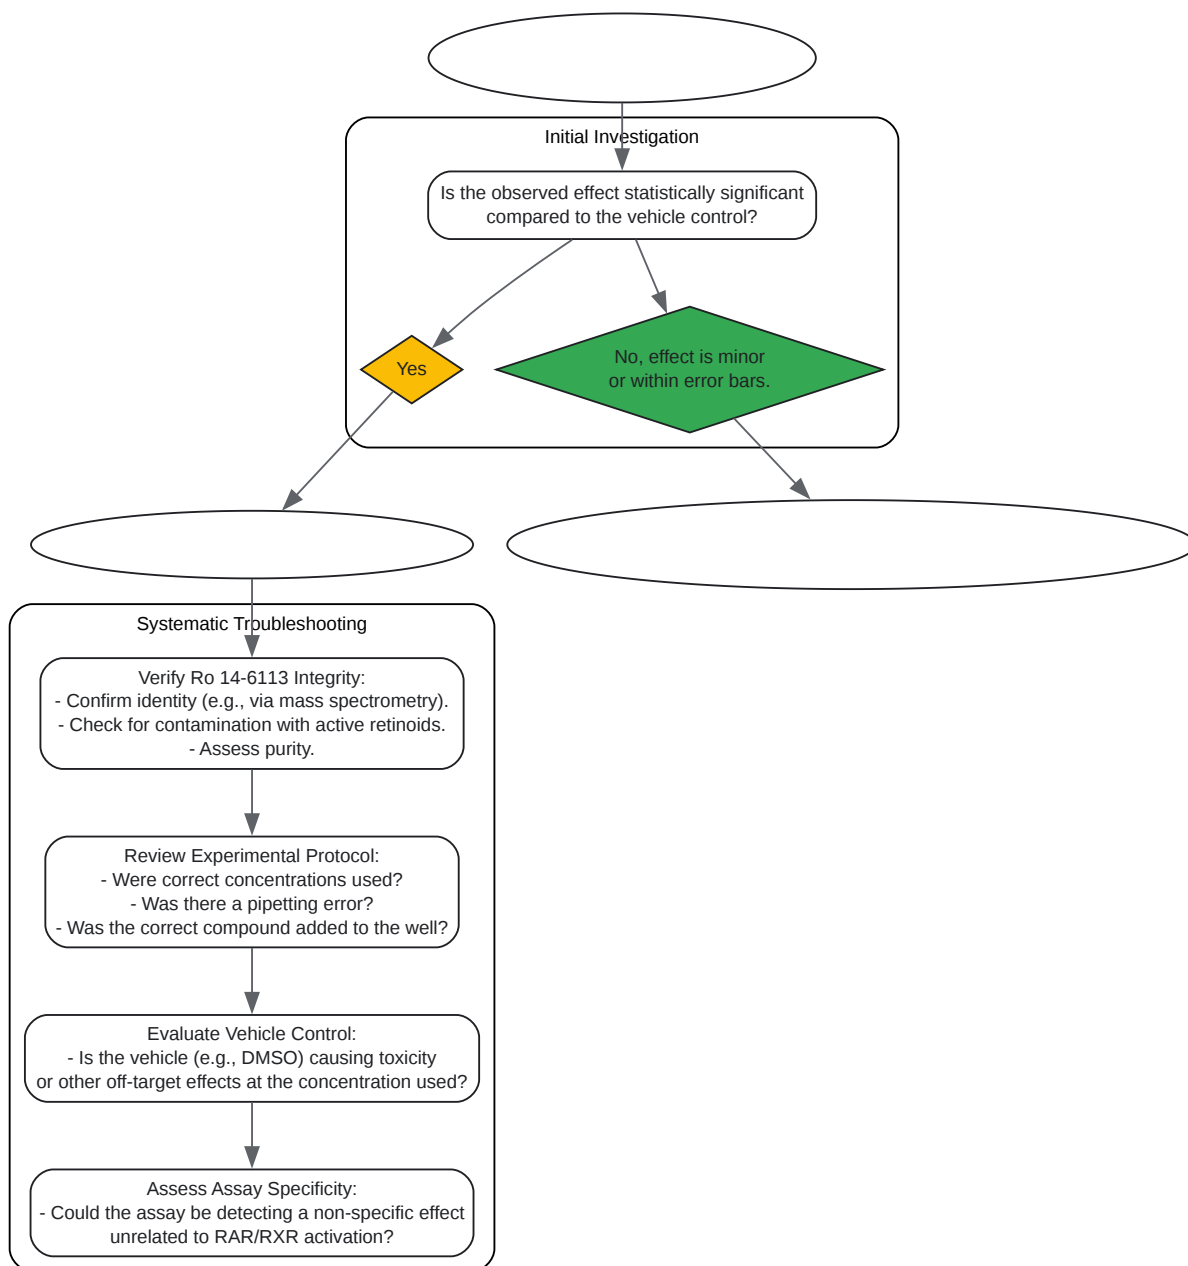 Initial Investigation
Is the observed effect statistically significant
compared to the vehicle control?
Yes
No, effect is minor
or within error bars.
Systematic Troubleshooting
Verify Ro 14-6113 Integrity:
- Confirm identity (e.g., via mass spectrometry).
- Check for contamination with active retinoids.
- Assess purity.
Review Experimental Protocol:
- Were correct concentrations used?
- Was there a pipetting error?
- Was the correct compound added to the well?
Evaluate Vehicle Control:
- Is the vehicle (e.g., DMSO) causing toxicity
or other off-target effects at the concentration used?
Assess Assay Specificity:
- Could the assay be detecting a non-specific effect
unrelated to RAR/RXR activation?